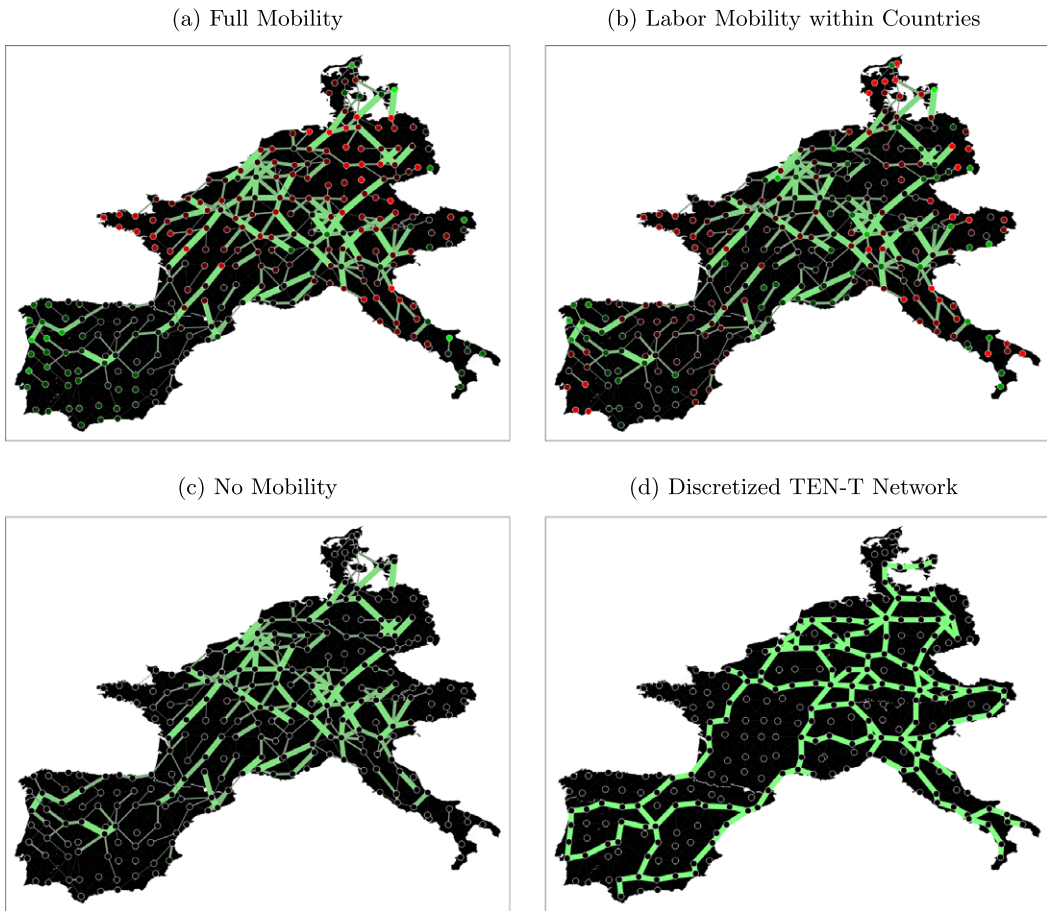 (a) Full Mobility
(b) Labor Mobility within Countries
(c) No Mobility
(d) Discretized TEN-T Network